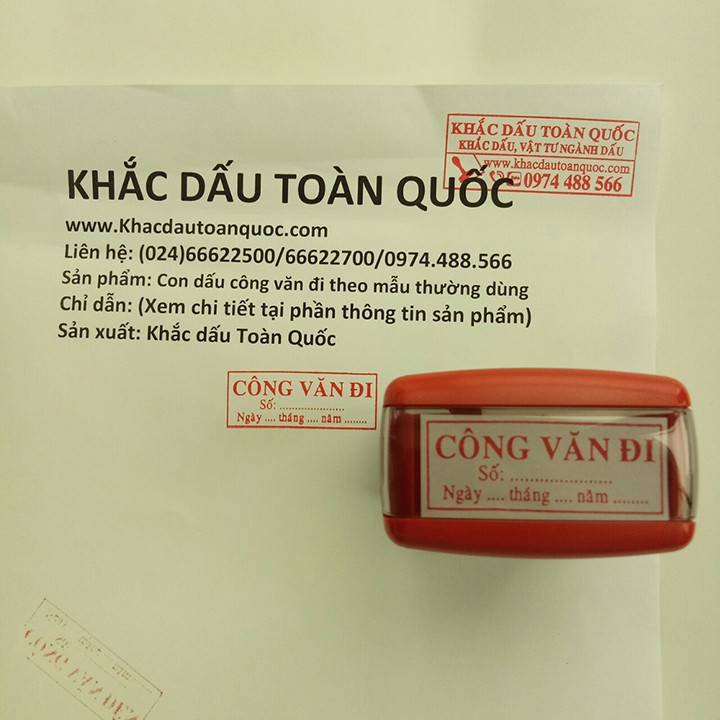 KHẮC DẤU TOÀN QUỐC
KHẮC DẤU, VẬT TƯ NGÀNH DẤU
www.khacdautoanquoc.com
0974 488 566
KHẮC DẤU TOÀN QUỐC
www.Khacdautoanquoc.com
Liên hệ: (024)66622500/66622700/0974.488.566
Sản phẩm: Con dấu công văn đi theo mẫu thường dùng
Chỉ dẫn: (Xem chi tiết tại phần thông tin sản phẩm)
Sản xuất: Khắc dấu Toàn Quốc
CÔNG VĂN ĐI
Số: ......................
Ngày .... tháng .... năm ........
CÔNG VĂN ĐI
Số: ......................
Ngày .... tháng .... năm ........
CÔNG VĂN ĐẾN